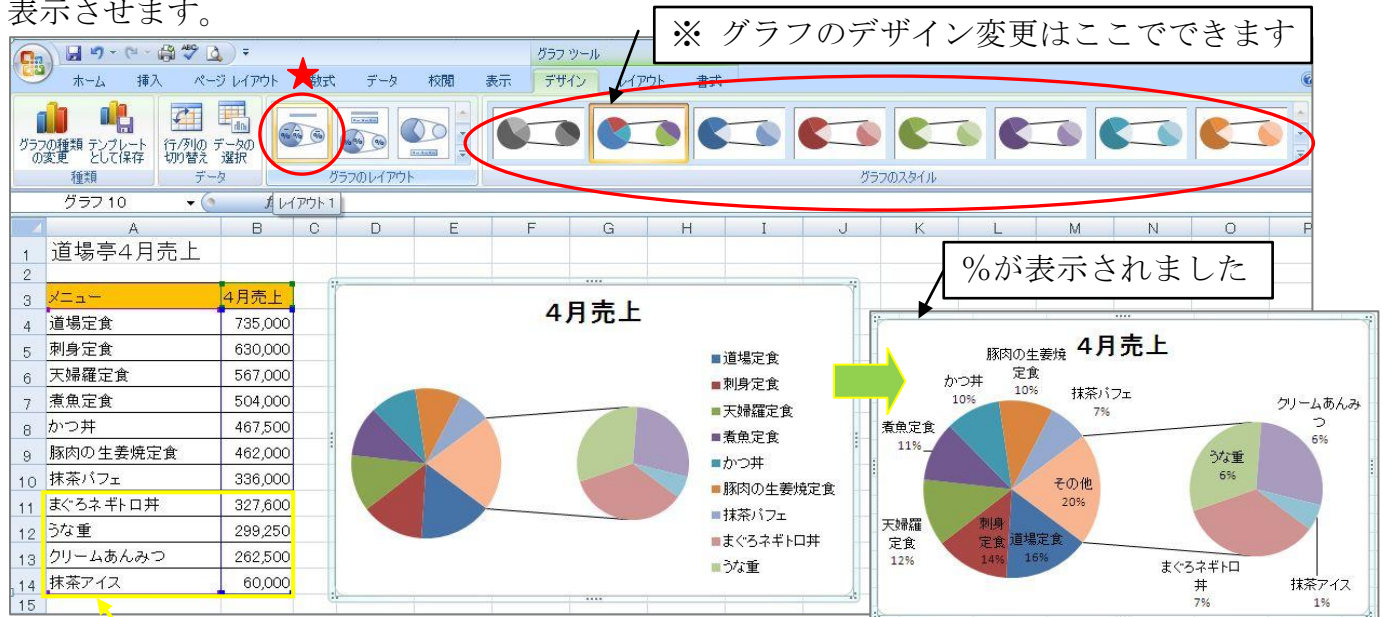 表示させます。
※ グラフのデザイン変更はここでできます
グラフ ツール
ホーム 挿入 ページ レイアウト 数式 データ 校閲 表示 デザイン レイアウト 書式
グラフの種類の変更 テンプレートとして保存 行/列の切り替え データの選択
種類 データ グラフのレイアウト グラフのスタイル
グラフ 10
レイアウト 1
A B C D E F G H I J K L M N O P
1 道場亭4月売上
2
3 メニュー 4月売上
4 道場定食 735,000
5 刺身定食 630,000
6 天婦羅定食 567,000
7 煮魚定食 504,000
8 かつ丼 467,500
9 豚肉の生姜焼定食 462,000
10 抹茶パフェ 336,000
11 まぐろネギトロ丼 327,600
12 うな重 299,250
13 クリームあんみつ 262,500
14 抹茶アイス 60,000
15
4月売上
道場定食
刺身定食
天婦羅定食
煮魚定食
かつ丼
豚肉の生姜焼定食
抹茶パフェ
まぐろネギトロ丼
うな重
%が表示されました
4月売上
豚肉の生姜焼
定食
10%
かつ丼
10%
抹茶パフェ
7%
煮魚定食
11%
天婦羅
定食
12%
刺身
定食
14%
道場定食
16%
その他
20%
クリームあんみ
つ
6%
うな重
6%
まぐろネギトロ
丼
7%
抹茶アイス
1%